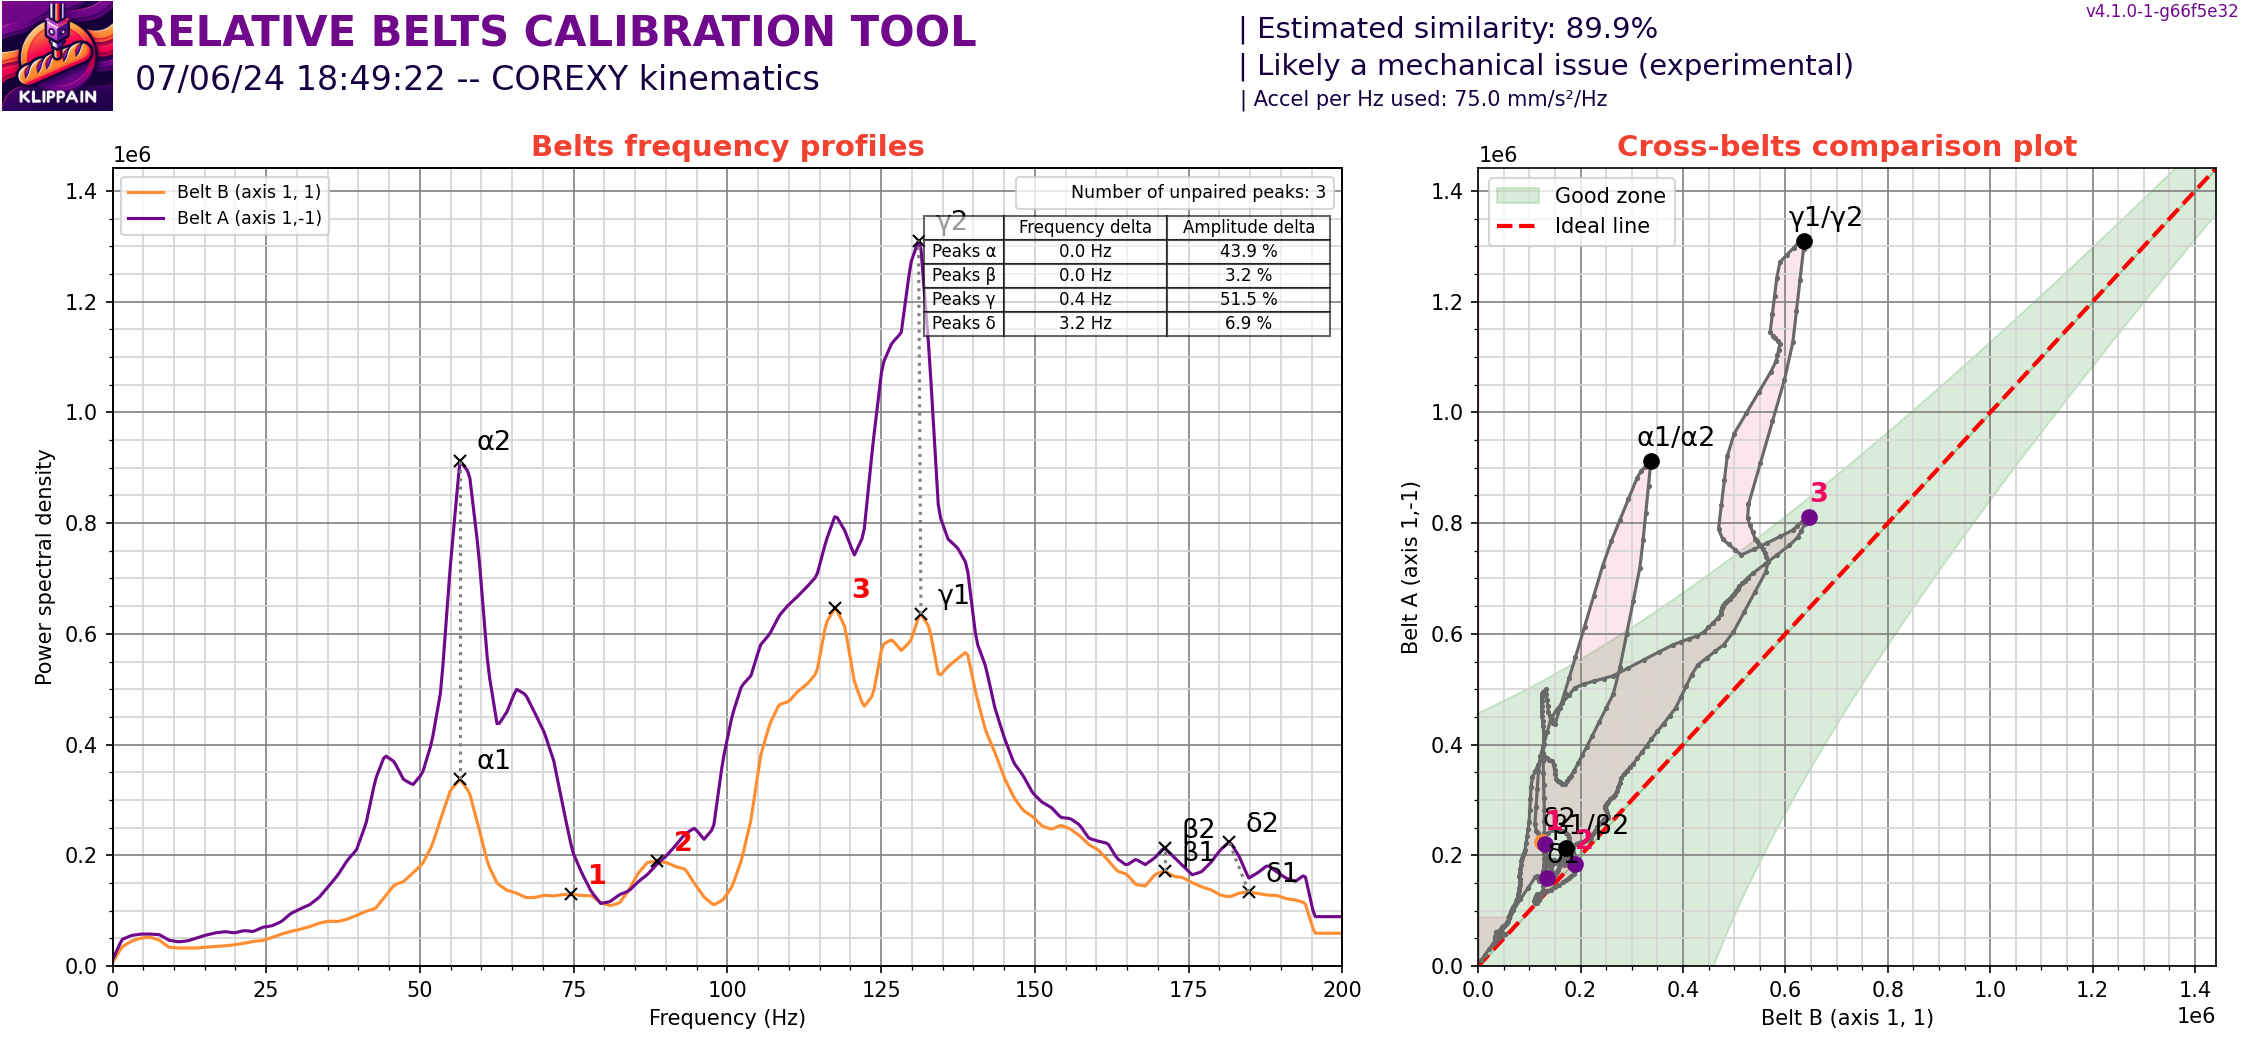 KLIPPAIN
RELATIVE BELTS CALIBRATION TOOL
07/06/24 18:49:22 -- COREXY kinematics
| Estimated similarity: 89.9%
| Likely a mechanical issue (experimental)
| Accel per Hz used: 75.0 mm/s²/Hz
v4.1.0-1-g66f5e32
Belts frequency profiles
1e6
Belt B (axis 1, 1)
Belt A (axis 1,-1)
Number of unpaired peaks: 3
Frequency delta Amplitude delta
Peaks α 0.0 Hz 43.9 %
Peaks β 0.0 Hz 3.2 %
Peaks γ 0.4 Hz 51.5 %
Peaks δ 3.2 Hz 6.9 %
γ2
α2
α1
3
γ1
2
1
β2
β1
δ2
δ1
1.4
1.2
1.0
0.8
0.6
0.4
0.2
0.0
Power spectral density
0 25 50 75 100 125 150 175 200
Frequency (Hz)
Cross-belts comparison plot
1e6
Good zone
Ideal line
γ1/γ2
α1/α2
3
δ2
1
β1/β2
2
δ1
1.4
1.2
1.0
0.8
0.6
0.4
0.2
0.0
Belt A (axis 1,-1)
0.0 0.2 0.4 0.6 0.8 1.0 1.2 1.4
Belt B (axis 1, 1)
1e6